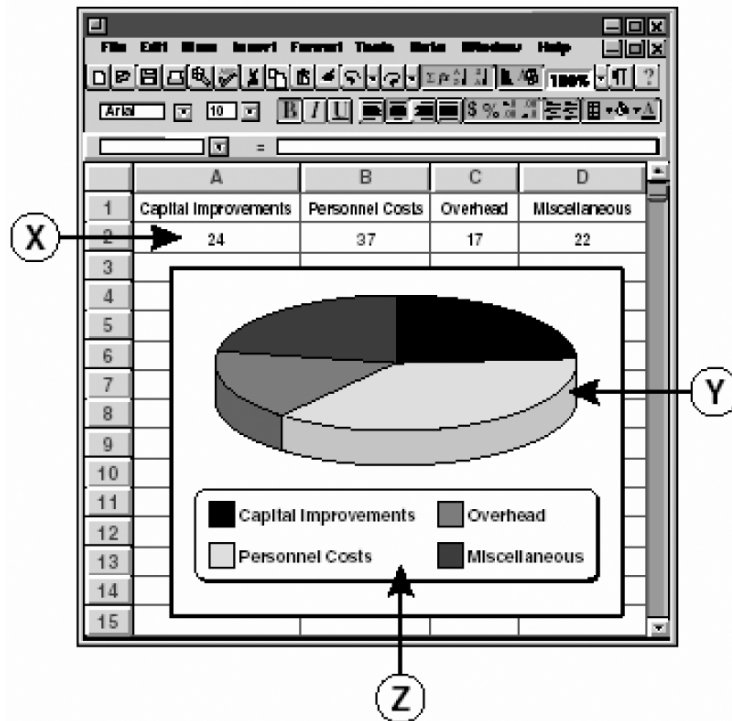 File Edit View Insert Format Tools Data Window Help
100% ¶ ?
Arial 10 B I U $ % A
=
A B C D
1 Capital Improvements Personnel Costs Overhead Miscellaneous
X
2 24 37 17 22
3
4
5
6
7
Y
8
9
10
11
Capital Improvements Overhead
12
Personnel Costs Miscellaneous
13
14
15
Z